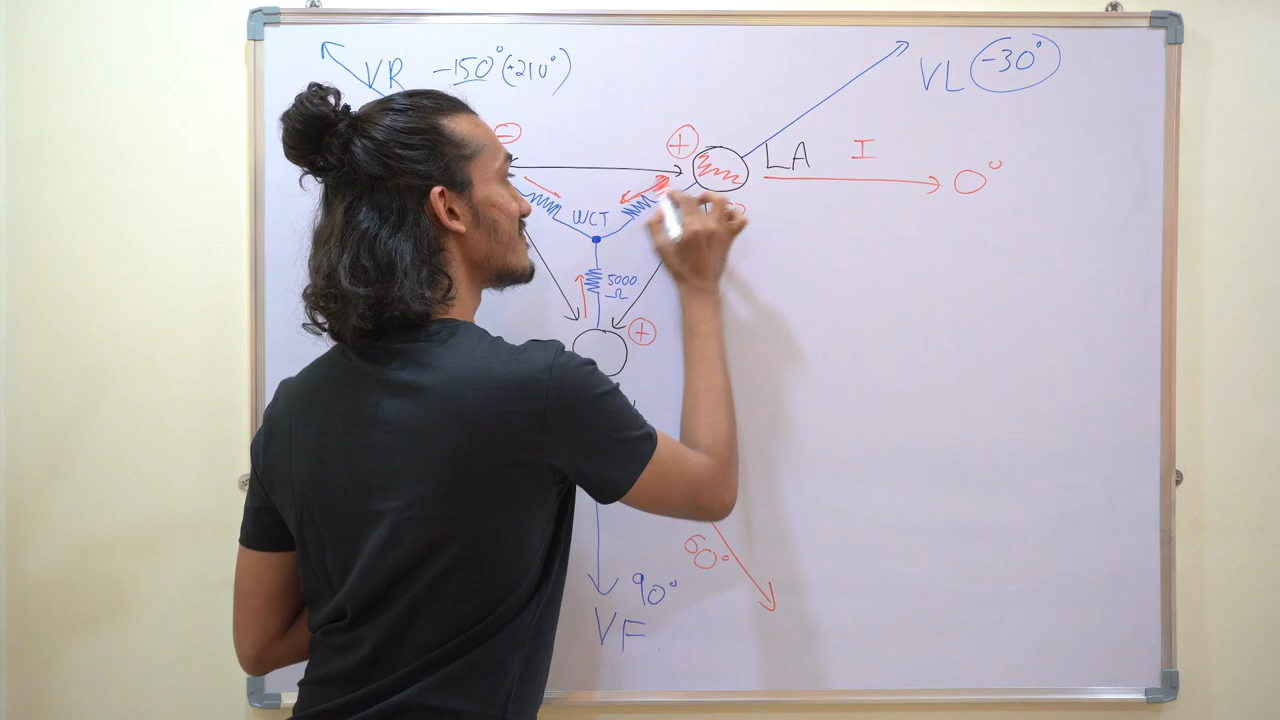 VR -150° (+210°)
VL -30°
- + LA I 0°
WCT
5000
Ω
+
60°
90°
VF